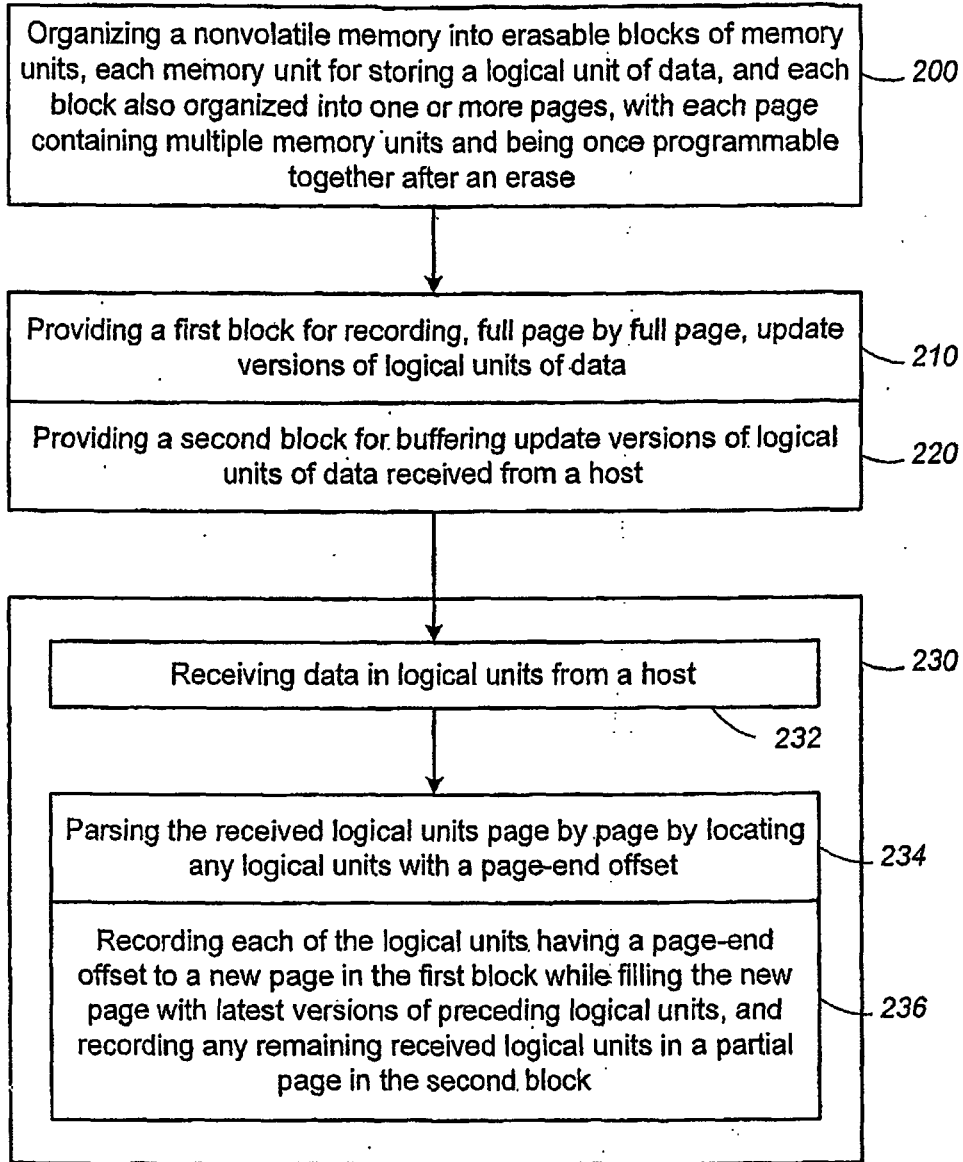 Organizing a nonvolatile memory into erasable blocks of memory
units, each memory unit for storing a logical unit of data, and each
block also organized into one or more pages, with each page
containing multiple memory units and being once programmable
together after an erase
200
Providing a first block for recording, full page by full page, update
versions of logical units of data
210
Providing a second block for buffering update versions of logical
units of data received from a host
220
230
Receiving data in logical units from a host
232
Parsing the received logical units page by page by locating
any logical units with a page-end offset
234
Recording each of the logical units having a page-end
offset to a new page in the first block while filling the new
page with latest versions of preceding logical units, and
recording any remaining received logical units in a partial
page in the second block
236